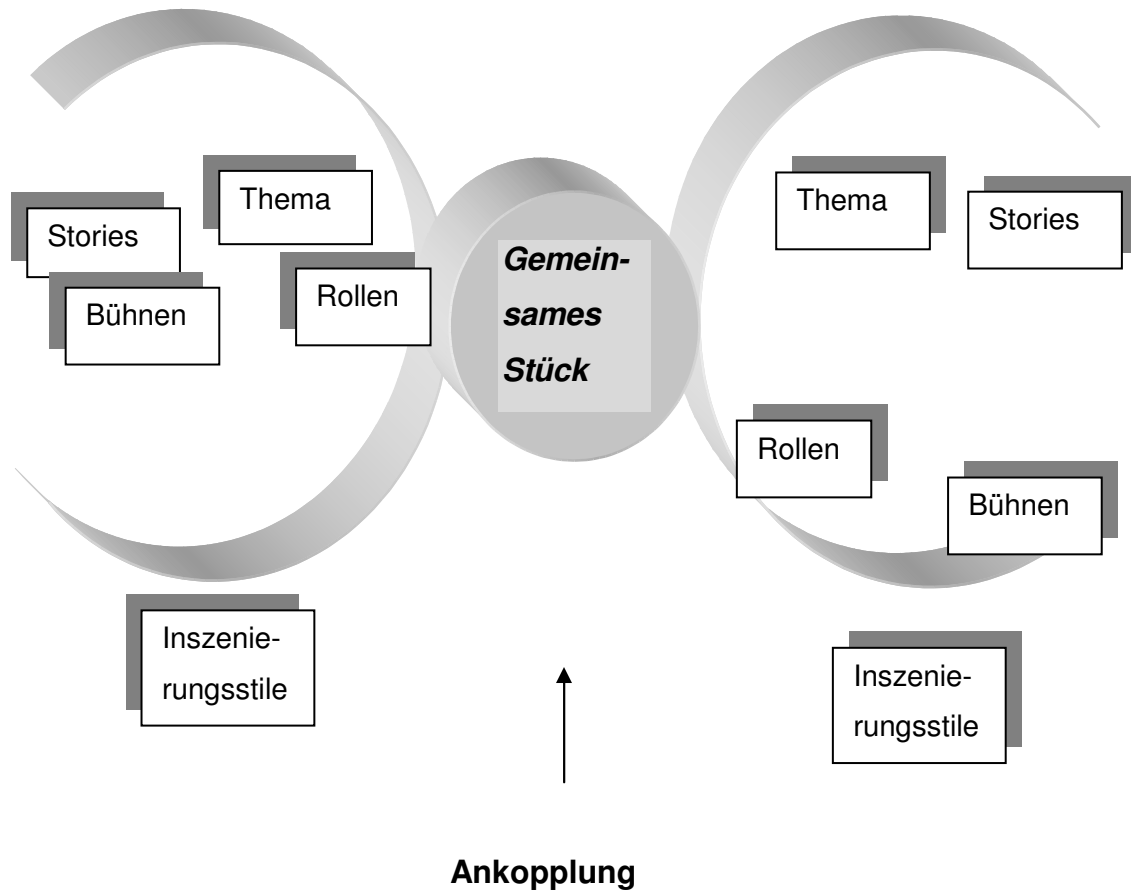 Thema
Stories
Rollen
Bühnen
Inszenie-
rungsstile
Gemein-
sames
Stück
Thema
Stories
Rollen
Bühnen
Inszenie-
rungsstile
Ankopplung